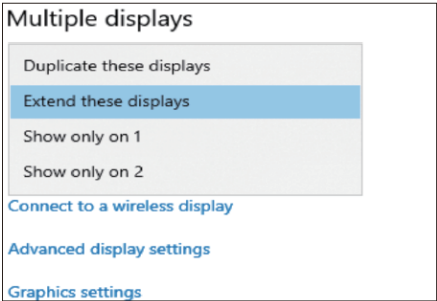 Multiple displays
Duplicate these displays
Extend these displays
Show only on 1
Show only on 2
Connect to a wireless display
Advanced display settings
Graphics settings